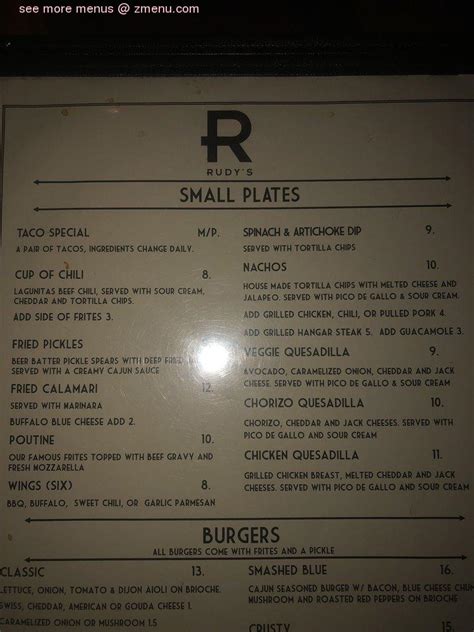 see more menus @ zmenu.com
R
RUDY'S
SMALL PLATES
TACO SPECIAL M/P.
A PAIR OF TACOS, INGREDIENTS CHANGE DAILY.
CUP OF CHILI 8.
LAGUNITAS BEEF CHILI, SERVED WITH SOUR CREAM,
CHEDDAR AND TORTILLA CHIPS.
ADD SIDE OF FRITES 3.
FRIED PICKLES
BEER BATTER PICKLE SPEARS WITH DEEP FRIED
SERVED WITH A CREAMY CAJUN SAUCE
FRIED CALAMARI 12.
SERVED WITH MARINARA
BUFFALO BLUE CHEESE ADD 2.
POUTINE 10.
OUR FAMOUS FRITES TOPPED WITH BEEF GRAVY AND
FRESH MOZZARELLA
WINGS (SIX) 8.
BBQ, BUFFALO, SWEET CHILI, OR GARLIC PARMESAN
SPINACH & ARTICHOKE DIP 9.
SERVED WITH TORTILLA CHIPS
NACHOS 10.
HOUSE MADE TORTILLA CHIPS WITH MELTED CHEESE AND
JALAPEO. SERVED WITH PICO DE GALLO & SOUR CREAM.
ADD GRILLED CHICKEN, CHILI, OR PULLED PORK 4.
ADD GRILLED HANGAR STEAK 5. ADD GUACAMOLE 3.
VEGGIE QUESADILLA 9.
AVOCADO, CARAMELIZED ONION, CHEDDAR AND JACK
CHEESE. SERVED WITH PICO DE GALLO & SOUR CREAM
CHORIZO QUESADILLA 10.
CHORIZO, CHEDDAR AND JACK CHEESES. SERVED WITH
PICO DE GALLO AND SOUR CREAM
CHICKEN QUESADILLA 11.
GRILLED CHICKEN BREAST, MELTED CHEDDAR AND JACK
CHEESES, SERVED WITH PICO DE GALLO AND SOUR CREAM
BURGERS
ALL BURGERS COME WITH FRITES AND A PICKLE
CLASSIC 13.
LETTUCE, ONION, TOMATO & DIJON AIOLI ON BRIOCHE.
SWISS, CHEDDAR, AMERICAN OR GOUDA CHEESE 1.
CARAMELIZED ONION OR MUSHROOM 1.5
SMASHED BLUE 16.
CAJUN SEASONED BURGER W/ BACON, BLUE CHEESE CHUN
MUSHROOM AND ROASTED RED PEPPERS ON BRIOCHE
CRUSTY 15.